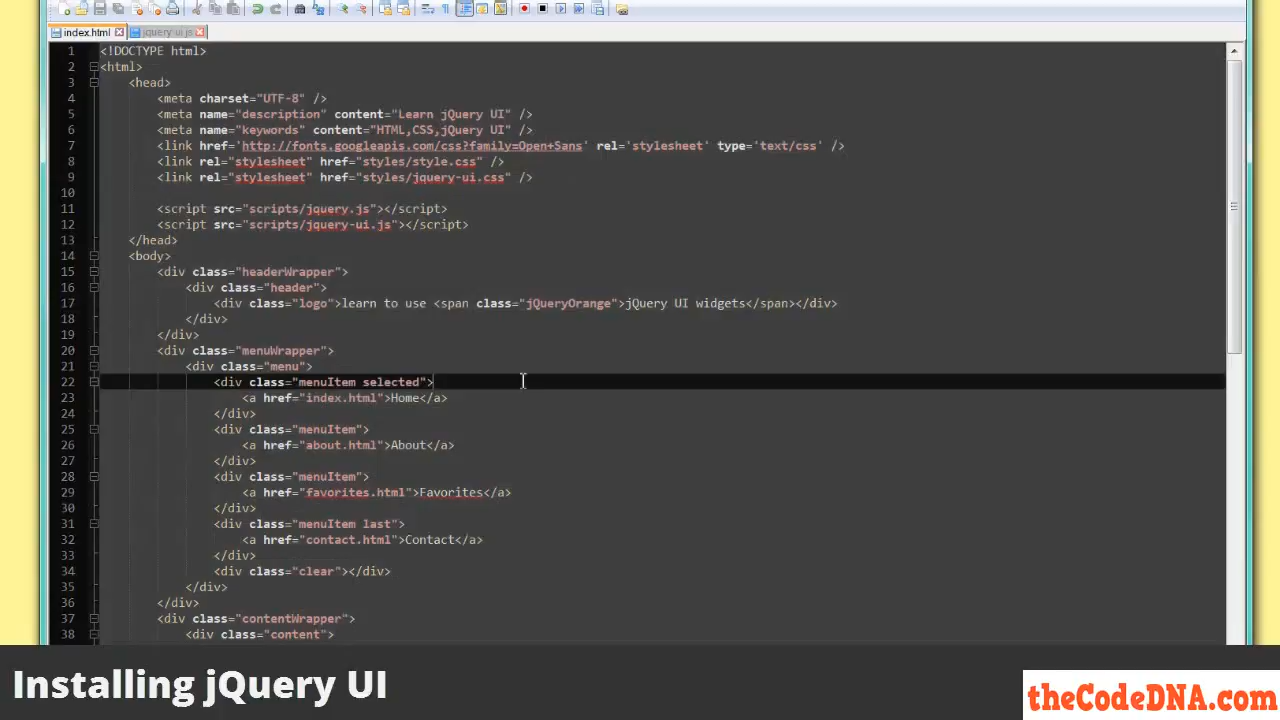 index.html
jquery-ui.js
1 <!DOCTYPE html>
2 <html>
3 <head>
4 <meta charset="UTF-8" />
5 <meta name="description" content="Learn jQuery UI" />
6 <meta name="keywords" content="HTML,CSS,jQuery UI" />
7 <link href='http://fonts.googleapis.com/css?family=Open+Sans' rel='stylesheet' type='text/css' />
8 <link rel="stylesheet" href="styles/style.css" />
9 <link rel="stylesheet" href="styles/jquery-ui.css" />
10
11 <script src="scripts/jquery.js"></script>
12 <script src="scripts/jquery-ui.js"></script>
13 </head>
14 <body>
15 <div class="headerWrapper">
16 <div class="header">
17 <div class="logo">learn to use <span class="jQueryOrange">jQuery UI widgets</span></div>
18 </div>
19 </div>
20 <div class="menuWrapper">
21 <div class="menu">
22 <div class="menuItem selected">
23 <a href="index.html">Home</a>
24 </div>
25 <div class="menuItem">
26 <a href="about.html">About</a>
27 </div>
28 <div class="menuItem">
29 <a href="favorites.html">Favorites</a>
30 </div>
31 <div class="menuItem last">
32 <a href="contact.html">Contact</a>
33 </div>
34 <div class="clear"></div>
35 </div>
36 </div>
37 <div class="contentWrapper">
38 <div class="content">
Installing jQuery UI
theCodeDNA.com